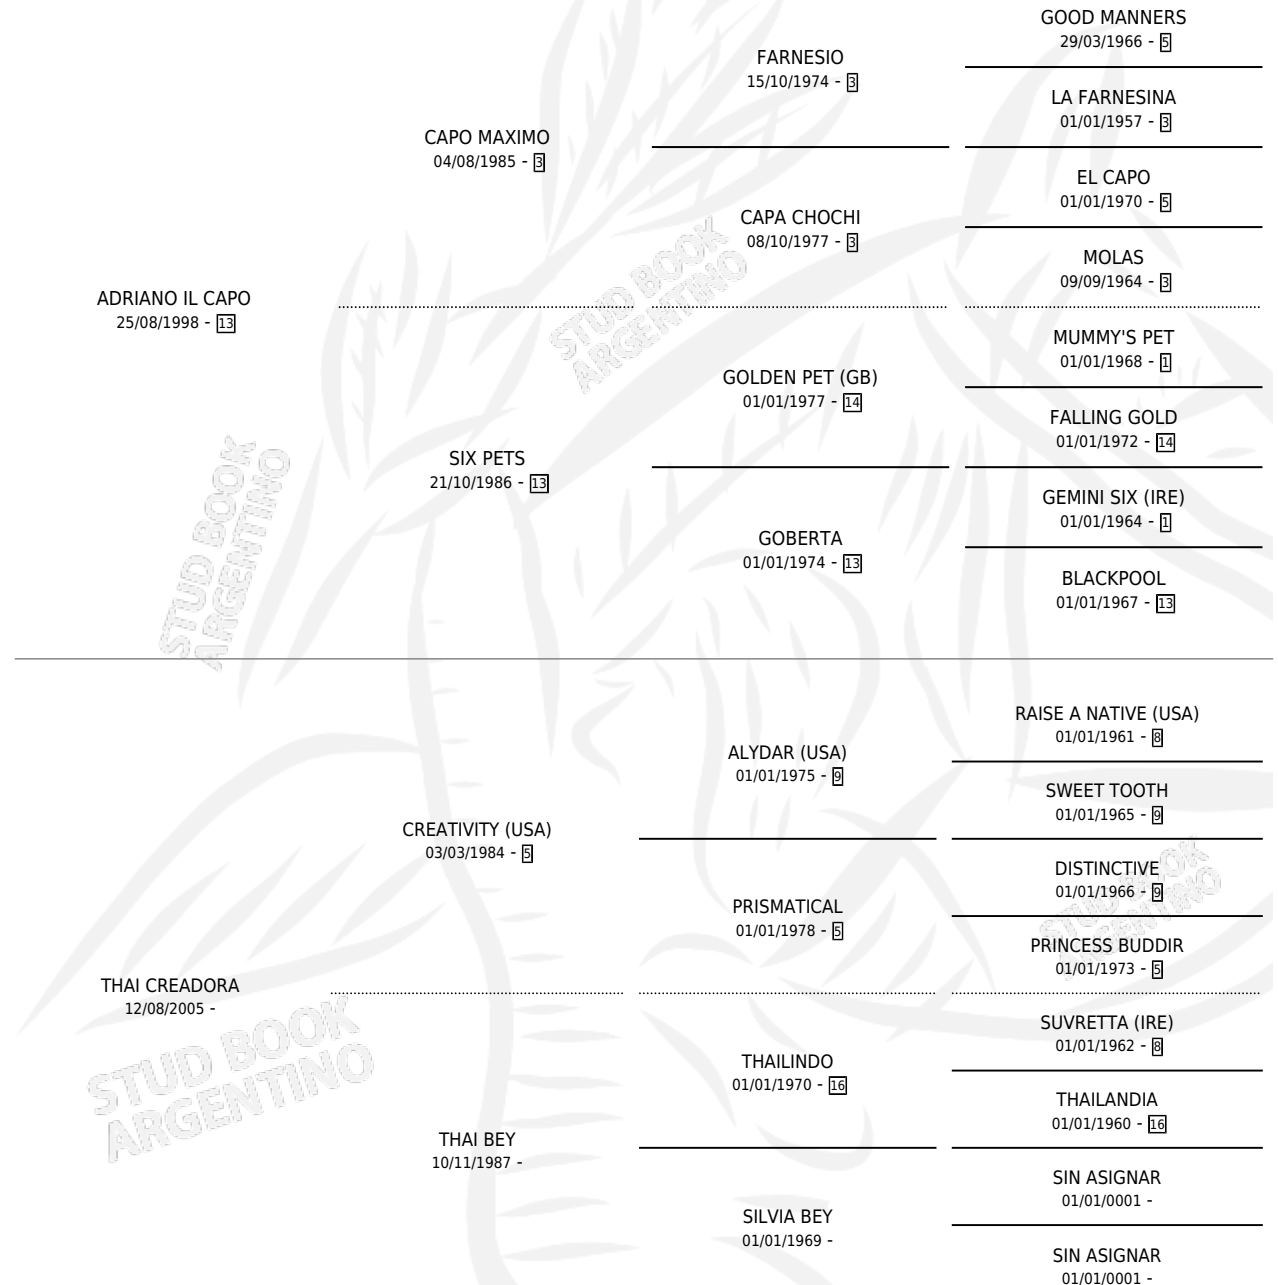 GOOD MANNERS
29/03/1966 - 5
FARNESIO
15/10/1974 - 3
LA FARNESINA
01/01/1957 - 3
CAPO MAXIMO
04/08/1985 - 3
EL CAPO
01/01/1970 - 5
CAPA CHOCHI
08/10/1977 - 3
MOLAS
09/09/1964 - 3
ADRIANO IL CAPO
25/08/1998 - 13
MUMMY'S PET
01/01/1968 - 1
GOLDEN PET (GB)
01/01/1977 - 14
FALLING GOLD
01/01/1972 - 14
SIX PETS
21/10/1986 - 13
GEMINI SIX (IRE)
01/01/1964 - 1
GOBERTA
01/01/1974 - 13
BLACKPOOL
01/01/1967 - 13
RAISE A NATIVE (USA)
01/01/1961 - 8
ALYDAR (USA)
01/01/1975 - 9
SWEET TOOTH
01/01/1965 - 9
CREATIVITY (USA)
03/03/1984 - 5
DISTINCTIVE
01/01/1966 - 9
PRISMATICAL
01/01/1978 - 5
PRINCESS BUDDIR
01/01/1973 - 5
THAI CREADORA
12/08/2005 -
SUVRETTA (IRE)
01/01/1962 - 8
THAILINDO
01/01/1970 - 16
THAILANDIA
01/01/1960 - 16
THAI BEY
10/11/1987 -
SIN ASIGNAR
01/01/0001 -
SILVIA BEY
01/01/1969 -
SIN ASIGNAR
01/01/0001 -
STUD BOOK
ARGENTINO
STUD BOOK
ARGENTINO
STUD BOOK
ARGENTINO
STUD BOOK
ARGENTINO